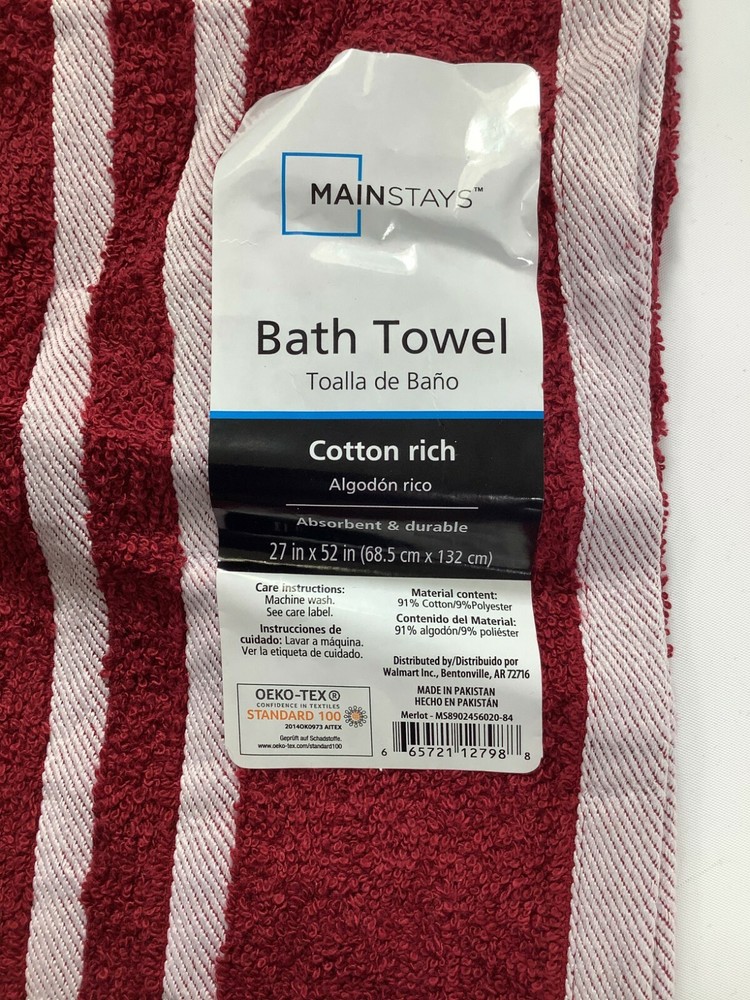 MAINSTAYS™
Bath Towel
Toalla de Baño
Cotton rich
Algodón rico
Absorbent & durable
27 in x 52 in (68.5 cm x 132 cm)
Care instructions:
Machine wash.
See care label.
Instrucciones de
cuidado: Lavar a máquina.
Ver la etiqueta de cuidado.
OEKO-TEX®
CONFIDENCE IN TEXTILES
STANDARD 100
2014OK0973 AITEX
Geprüft auf Schadstoffe.
www.oeko-tex.com/standard100
Material content:
91% Cotton/9%Polyester
Contenido del Material:
91% algodón/9% poliéster
Distributed by/Distribuido por
Walmart Inc., Bentonville, AR 72716
MADE IN PAKISTAN
HECHO EN PAKISTÁN
Merlot - MS8902456020-84
6 65721 12798 8